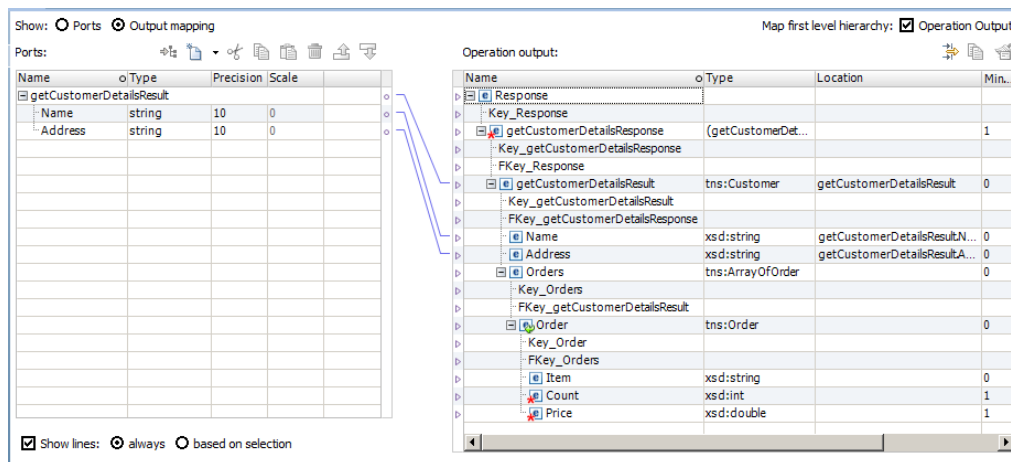 Show: Ports Output mapping
Map first level hierarchy: Operation Output
Ports:
Operation output:
Name Type Precision Scale
getCustomerDetailsResult
Name string 10 0
Address string 10 0
Name Type Location Min...
Response
Key_Response
getCustomerDetailsResponse (getCustomerDet... 1
Key_getCustomerDetailsResponse
FKey_Response
getCustomerDetailsResult tns:Customer getCustomerDetailsResult 0
Key_getCustomerDetailsResult
FKey_getCustomerDetailsResponse
Name xsd:string getCustomerDetailsResult.N... 0
Address xsd:string getCustomerDetailsResult.A... 0
Orders tns:ArrayOfOrder 0
Key_Orders
FKey_getCustomerDetailsResult
Order tns:Order 0
Key_Order
FKey_Orders
Item xsd:string 0
Count xsd:int 1
Price xsd:double 1
Show lines: always based on selection